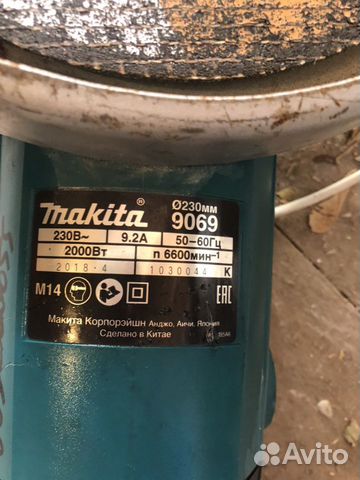 makita®
Ø230мм
9069
230В~ 9.2A 50-60Гц
2000Вт n 6600мин⁻¹
2018.4 1030044 K
M14 EAC
Макита Корпорэйшн Анджо, Аичи, Япония
Сделано в Китае
Avito